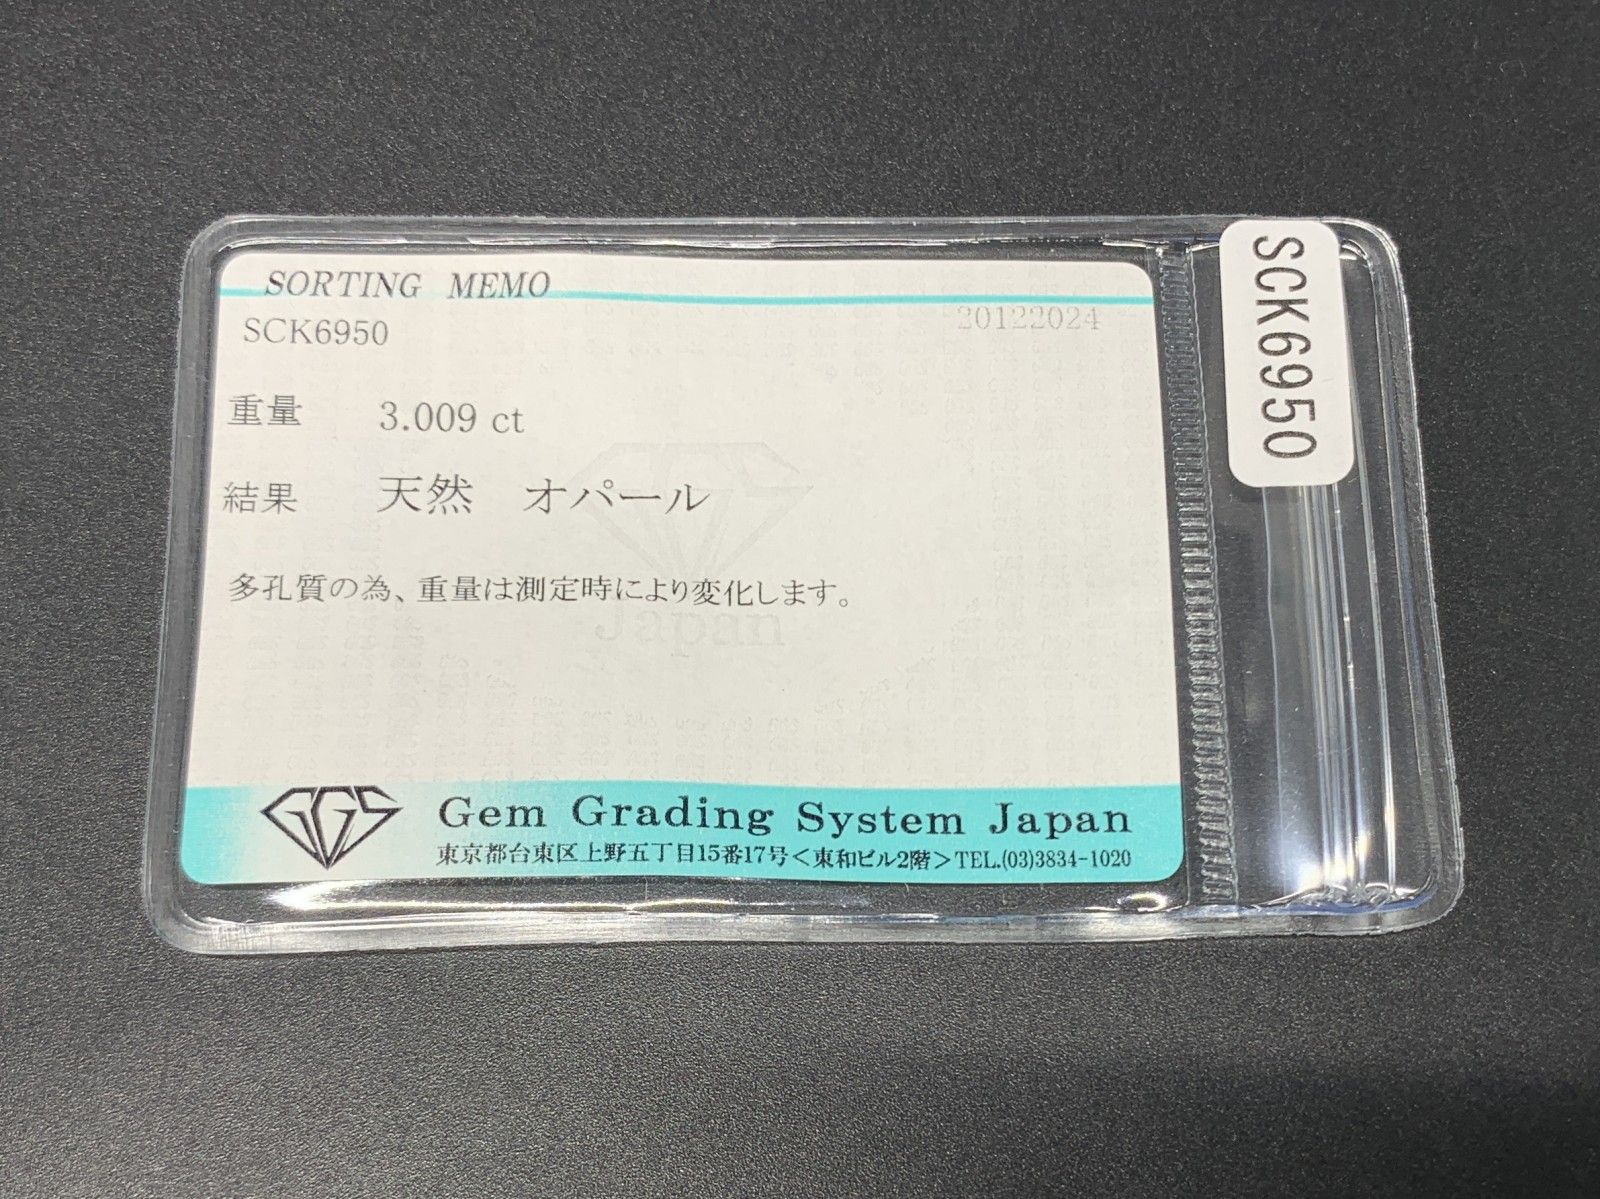 SORTING MEMO
SCK6950
20122024
重量 3.009 ct
結果 天然 オパール
多孔質の為、重量は測定時により変化します。
Japan
GGS
Gem Grading System Japan
東京都台東区上野五丁目15番17号＜東和ビル2階＞TEL.(03)3834-1020
SCK6950